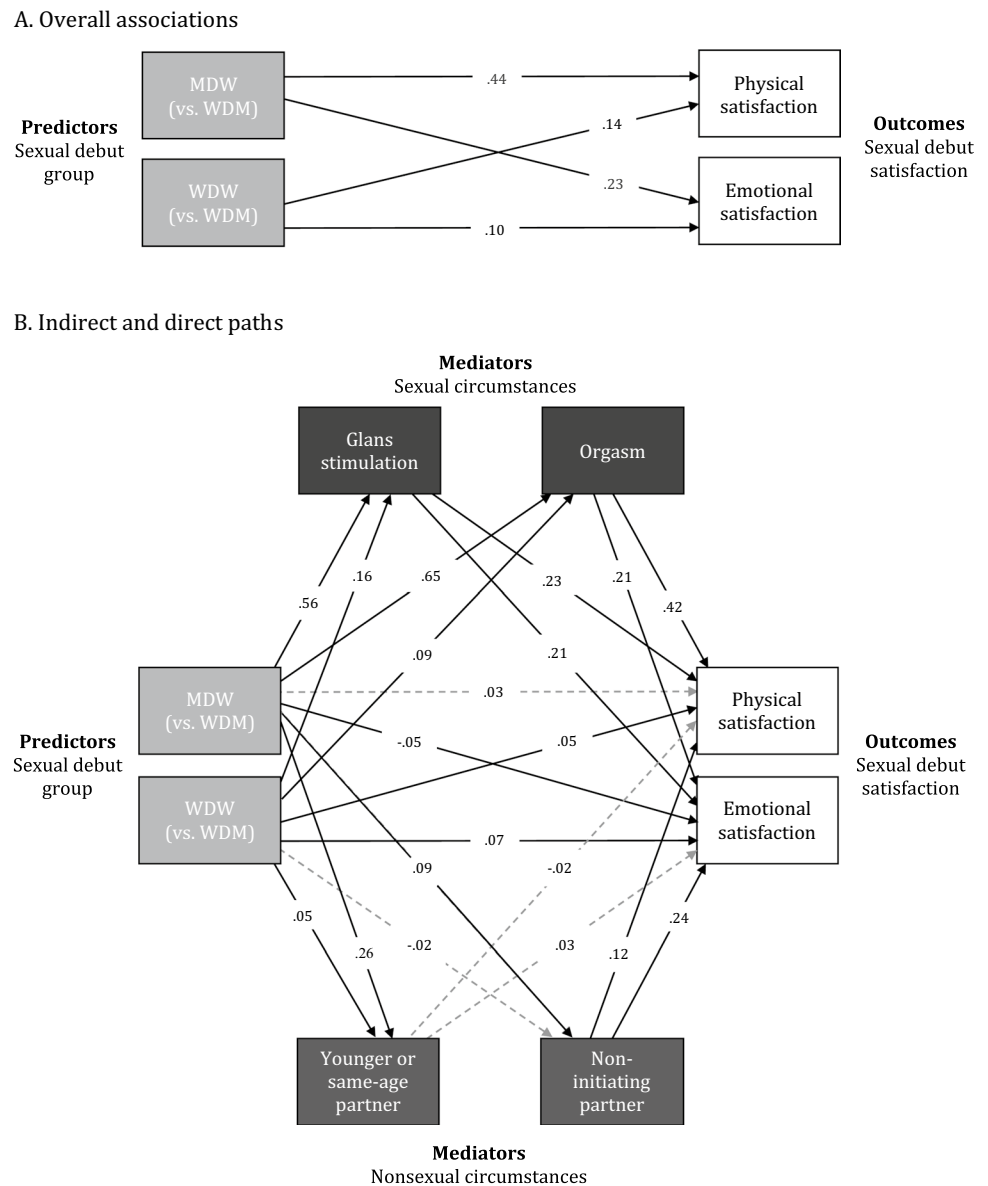 A. Overall associations
MDW
(vs. WDM)
.44
Physical
satisfaction
Predictors
Sexual debut
group
.14
Outcomes
Sexual debut
satisfaction
WDW
(vs. WDM)
.23
Emotional
satisfaction
.10
B. Indirect and direct paths
Mediators
Sexual circumstances
Glans
stimulation
Orgasm
.16
.65
.23
.21
.56
.42
.09
.21
MDW
(vs. WDM)
.03
Physical
satisfaction
Predictors
Sexual debut
group
-.05
.05
Outcomes
Sexual debut
satisfaction
WDW
(vs. WDM)
.07
Emotional
satisfaction
.09
-.02
.05
.24
.26
-.02
.03
.12
Younger or
same-age
partner
Non-
initiating
partner
Mediators
Nonsexual circumstances